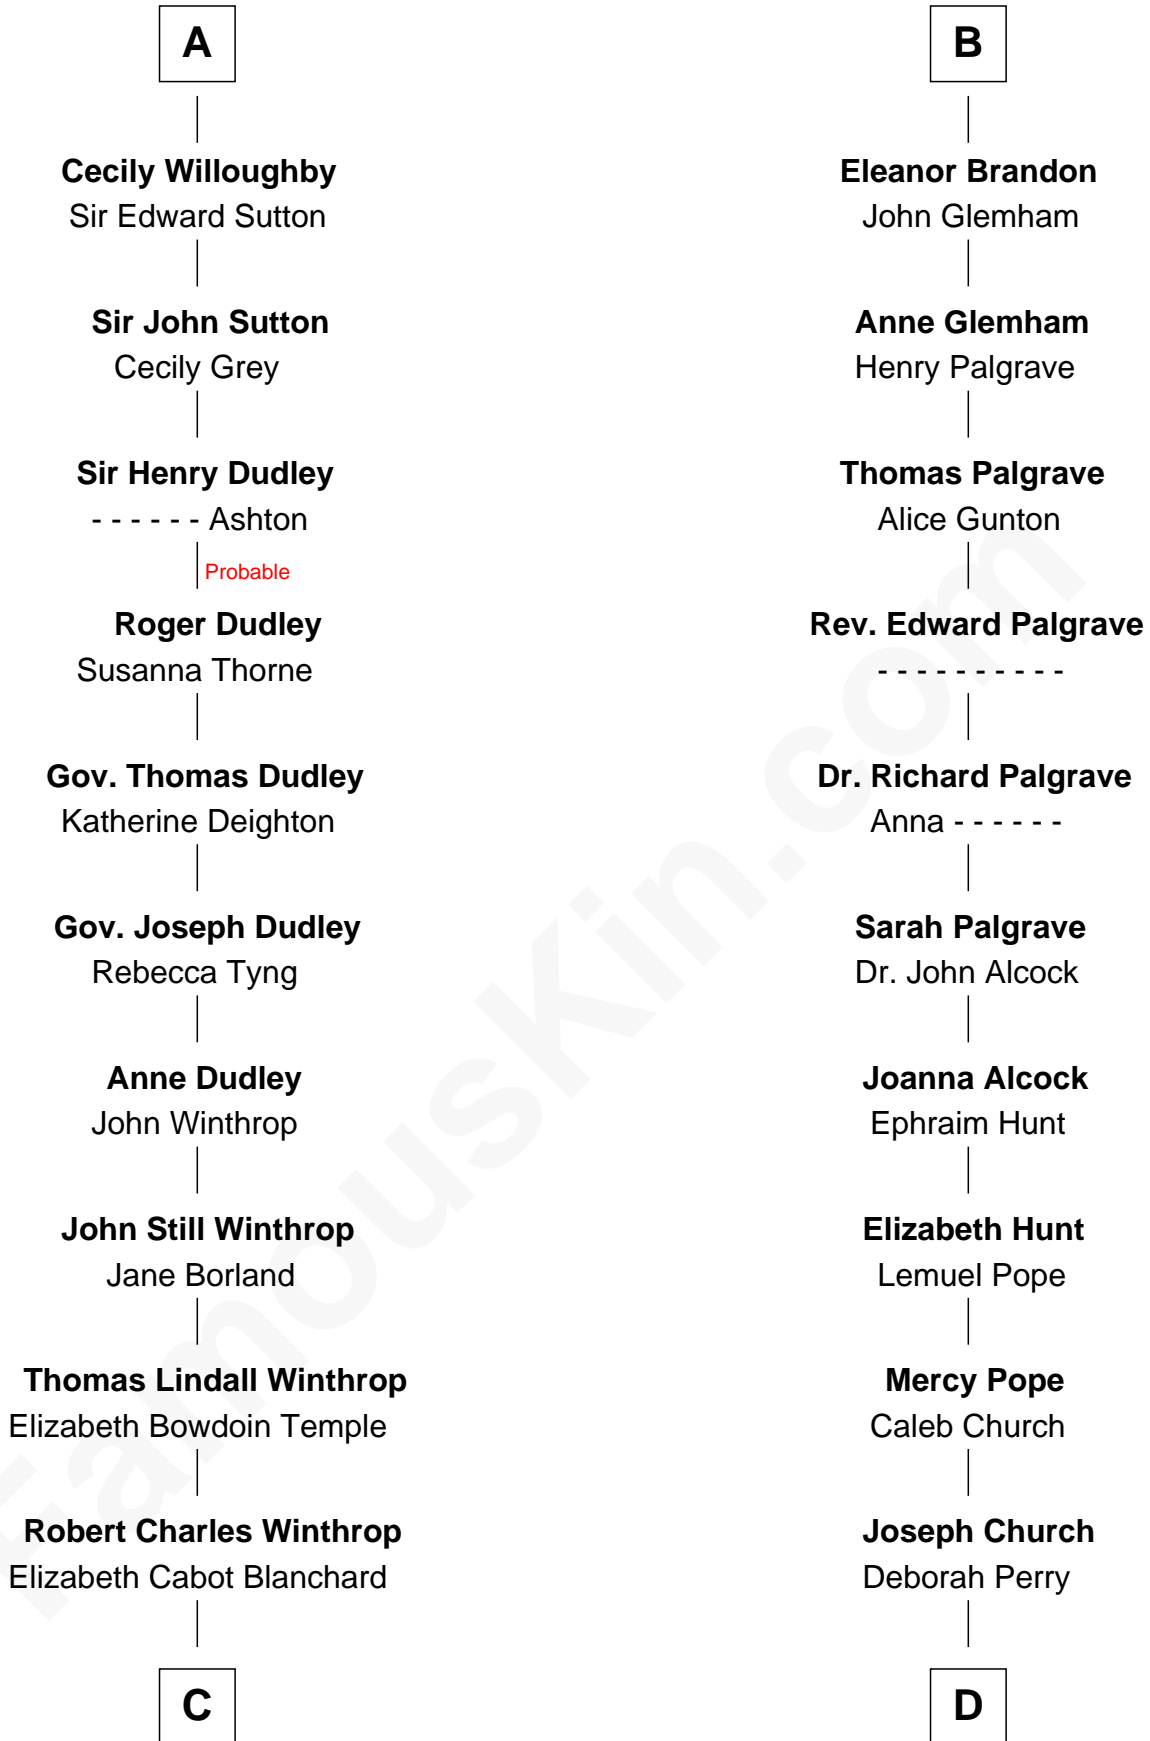 A
Cecily Willoughby
Sir Edward Sutton
Sir John Sutton
Cecily Grey
Sir Henry Dudley
- - - - - - Ashton
Probable
Roger Dudley
Susanna Thorne
Gov. Thomas Dudley
Katherine Deighton
Gov. Joseph Dudley
Rebecca Tyng
Anne Dudley
John Winthrop
John Still Winthrop
Jane Borland
Thomas Lindall Winthrop
Elizabeth Bowdoin Temple
Robert Charles Winthrop
Elizabeth Cabot Blanchard
C
B
Eleanor Brandon
John Glemham
Anne Glemham
Henry Palgrave
Thomas Palgrave
Alice Gunton
Rev. Edward Palgrave
- - - - - - - - - -
Dr. Richard Palgrave
Anna - - - - - -
Sarah Palgrave
Dr. John Alcock
Joanna Alcock
Ephraim Hunt
Elizabeth Hunt
Lemuel Pope
Mercy Pope
Caleb Church
Joseph Church
Deborah Perry
D
FamousKin.com